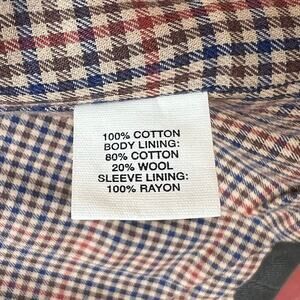 100% COTTON
BODY LINING:
80% COTTON
20% WOOL
SLEEVE LINING:
100% RAYON